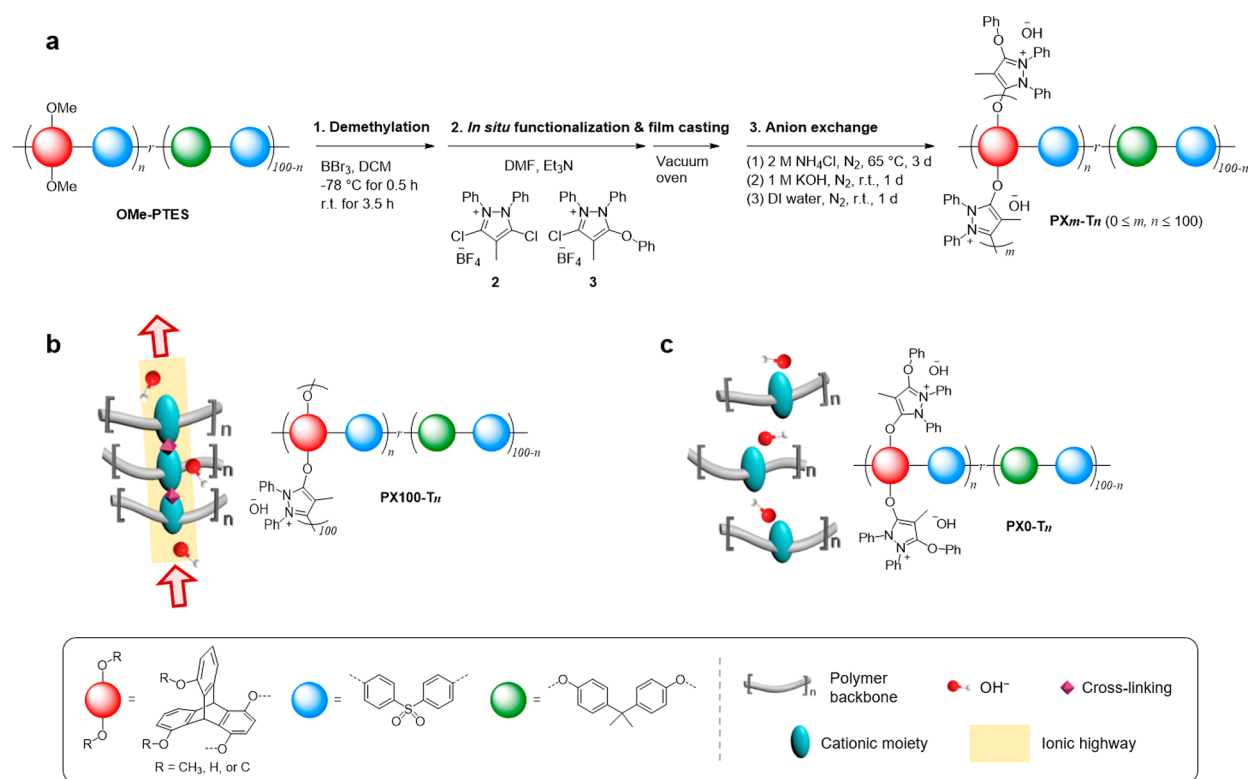 a
OMe
OMe
n
r
100-n
OMe-PTES
1. Demethylation
BBr3, DCM
-78 °C for 0.5 h
r.t. for 3.5 h
2. In situ functionalization & film casting
DMF, Et3N
Ph
Ph
N
N
+
Cl
Cl
BF4
−
2
Ph
Ph
N
N
+
Cl
O
Ph
BF4
−
3
Vacuum
oven
3. Anion exchange
(1) 2 M NH4Cl, N2, 65 °C, 3 d
(2) 1 M KOH, N2, r.t., 1 d
(3) DI water, N2, r.t., 1 d
Ph
O
−
OH
Ph
N
+
N
Ph
O
n
r
100-n
O
−
OH
Ph
N
Ph
N
+
m
PXm-Tn (0 ≤ m, n ≤ 100)
b
n
n
n
O
n
r
100-n
O
Ph
N
−
OH
Ph
N
+
100
PX100-Tn
c
n
n
n
Ph
O
−
OH
Ph
N
+
N
Ph
O
n
r
100-n
O
−
OH
Ph
N
N
+
Ph
O
Ph
PX0-Tn
R
O
O
R
=
R
O
O
R
O
O
R = CH3, H, or C
=
S
O
O
=
O
O
n
Polymer
backbone
OH−
Cross-linking
Cationic moiety
Ionic highway